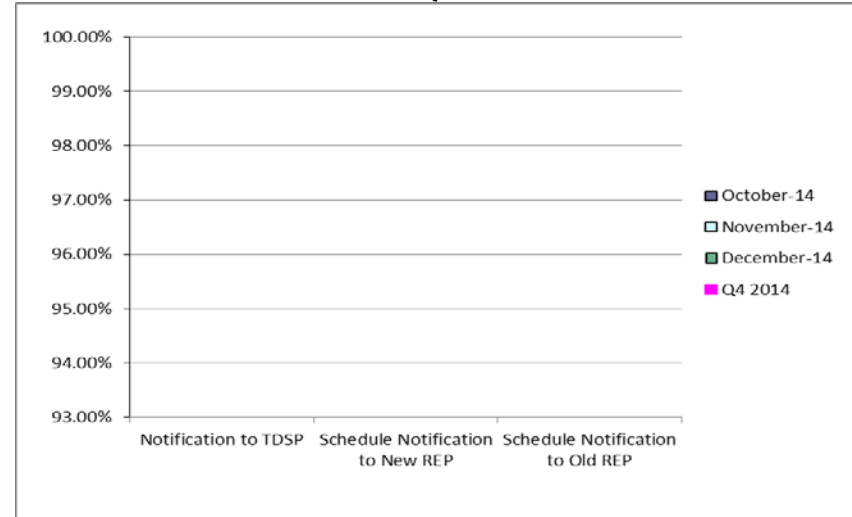 100.00%
99.00%
98.00%
97.00%
96.00%
95.00%
94.00%
93.00%
Notification to TDSP
Schedule Notification
to New REP
Schedule Notification
to Old REP
October-14
November-14
December-14
Q4 2014